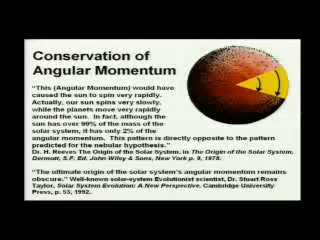 Conservation of
Angular Momentum
"This (Angular Momentum) would have
caused the sun to spin very rapidly.
Actually, our sun spins very slowly,
while the planets move very rapidly
around the sun. In fact, although the
sun has over 99% of the mass of the
solar system, it has only 2% of the
angular momentum. This pattern is directly opposite to the pattern
predicted for the nebular hypothesis."
Dr. H. Reeves The Origin of the Solar System, in The Origin of the Solar System,
Dermott, S.F. Ed. John Wiley & Sons, New York p. 9, 1978.
"The ultimate origin of the solar system's angular momentum remains
obscure." Well-known solar-system Evolutionist scientist, Dr. Stuart Ross
Taylor, Solar System Evolution: A New Perspective, Cambridge University
Press, p. 53, 1992.